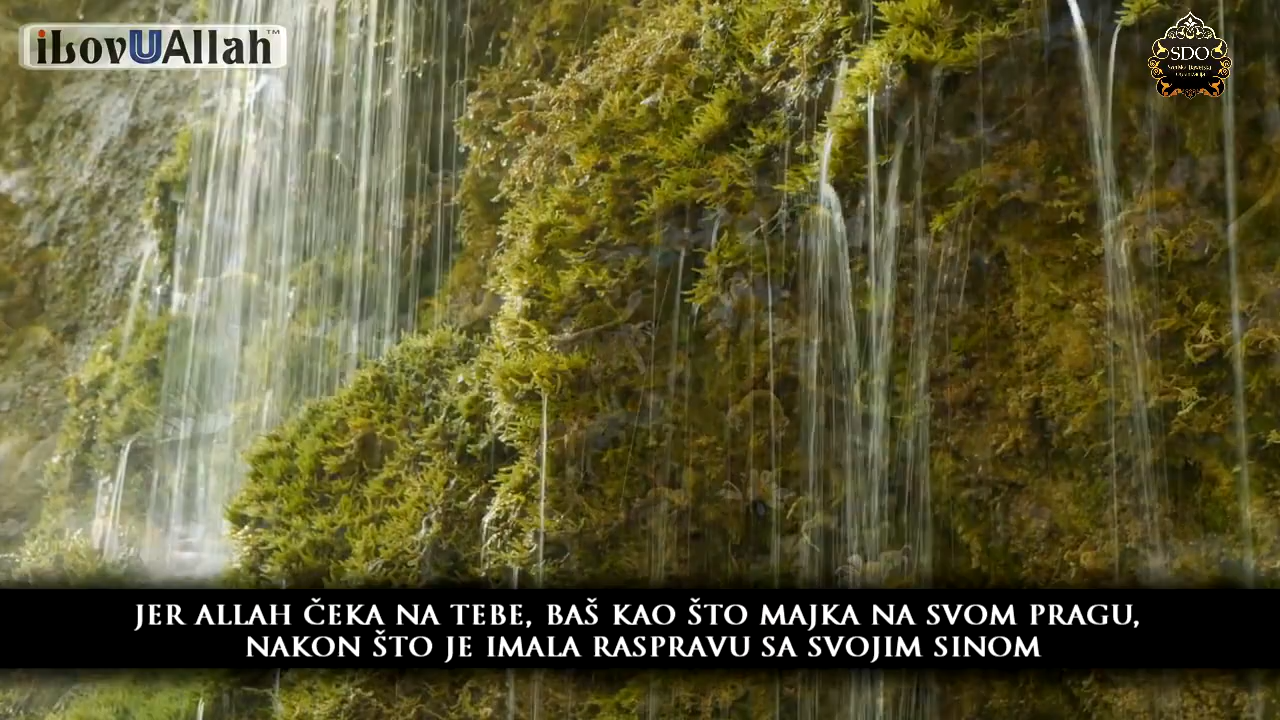 iLovUAllah™
SDO
JER ALLAH ČEKA NA TEBE, BAŠ KAO ŠTO MAJKA NA SVOM PRAGU,
NAKON ŠTO JE IMALA RASPRAVU SA SVOJIM SINOM